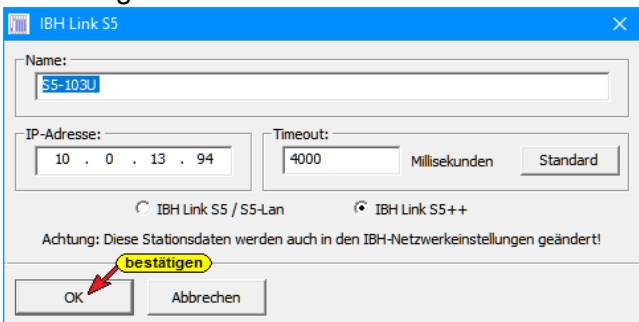 IBH Link S5
Name:
S5-103U
IP-Adresse:
10 . 0 . 13 . 94
Timeout:
4000 Millisekunden Standard
IBH Link S5 / S5-Lan IBH Link S5++
Achtung: Diese Stationsdaten werden auch in den IBH-Netzwerkeinstellungen geändert!
bestätigen
OK Abbrechen